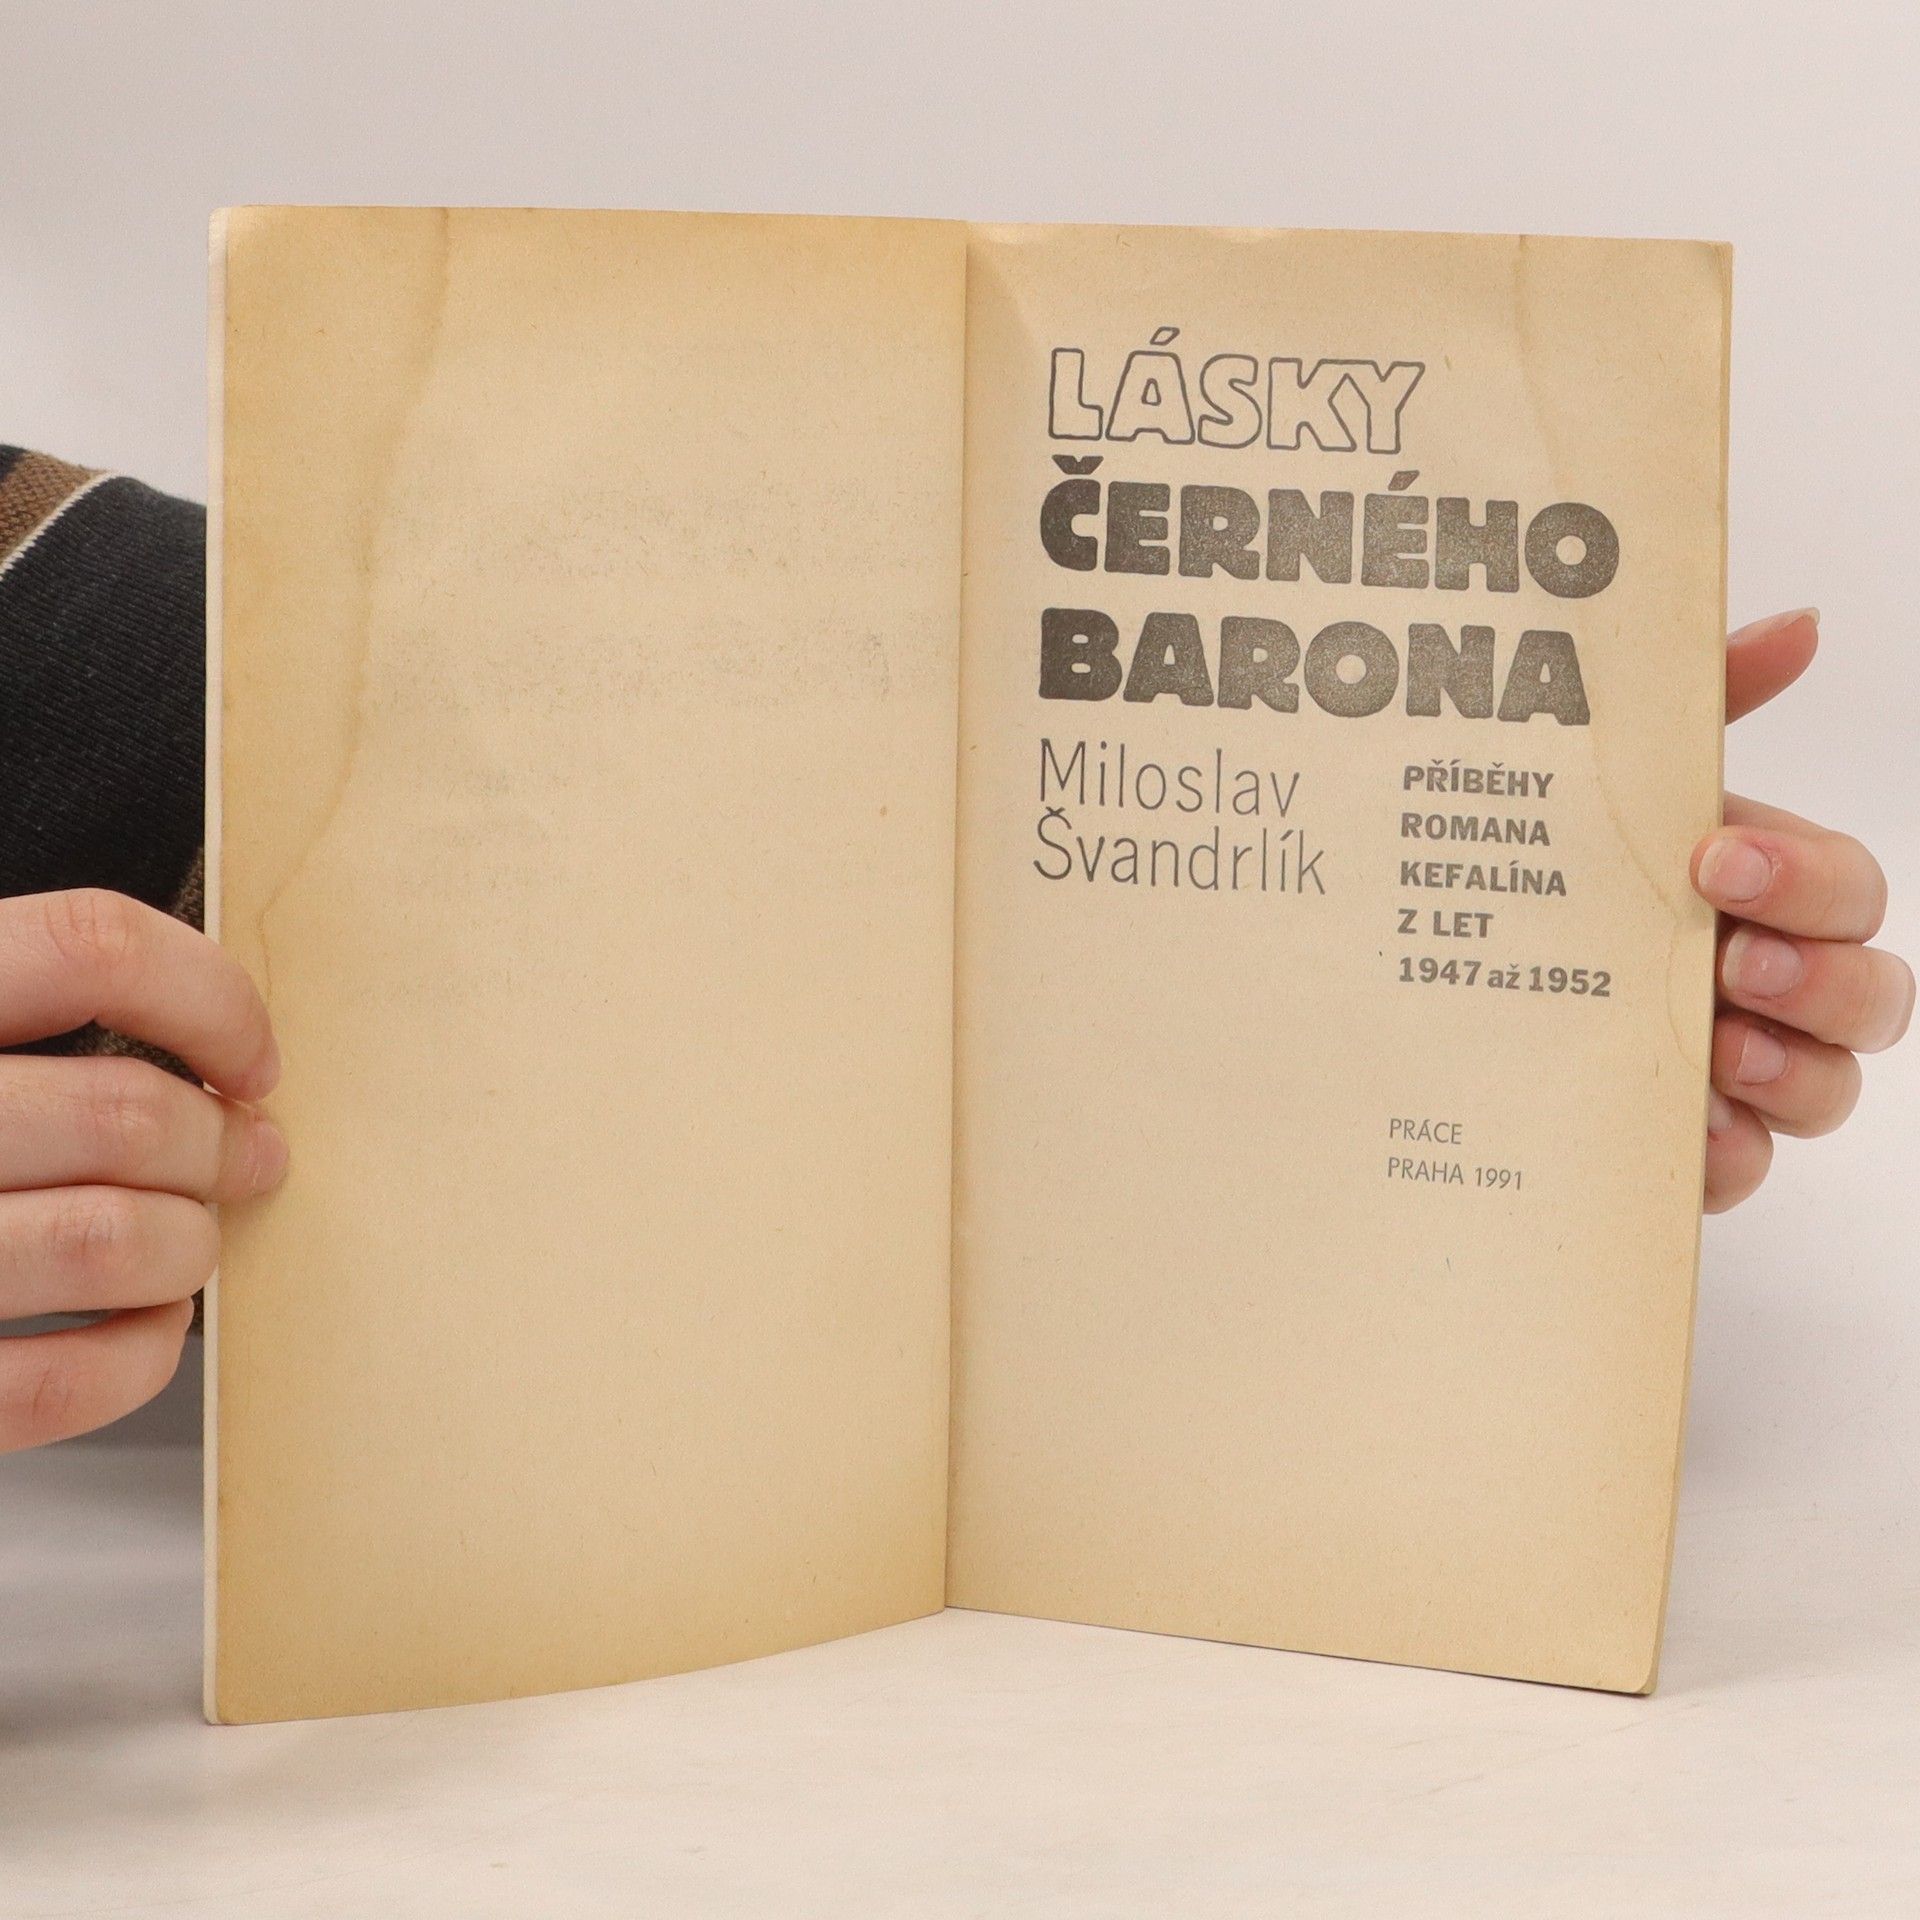 LÁSKY
ČERNÉHO
BARONA
Miloslav
Švandrlík
PŘÍBĚHY
ROMANA
KEFALÍNA
Z LET
1947 až 1952
PRÁCE
PRAHA 1991